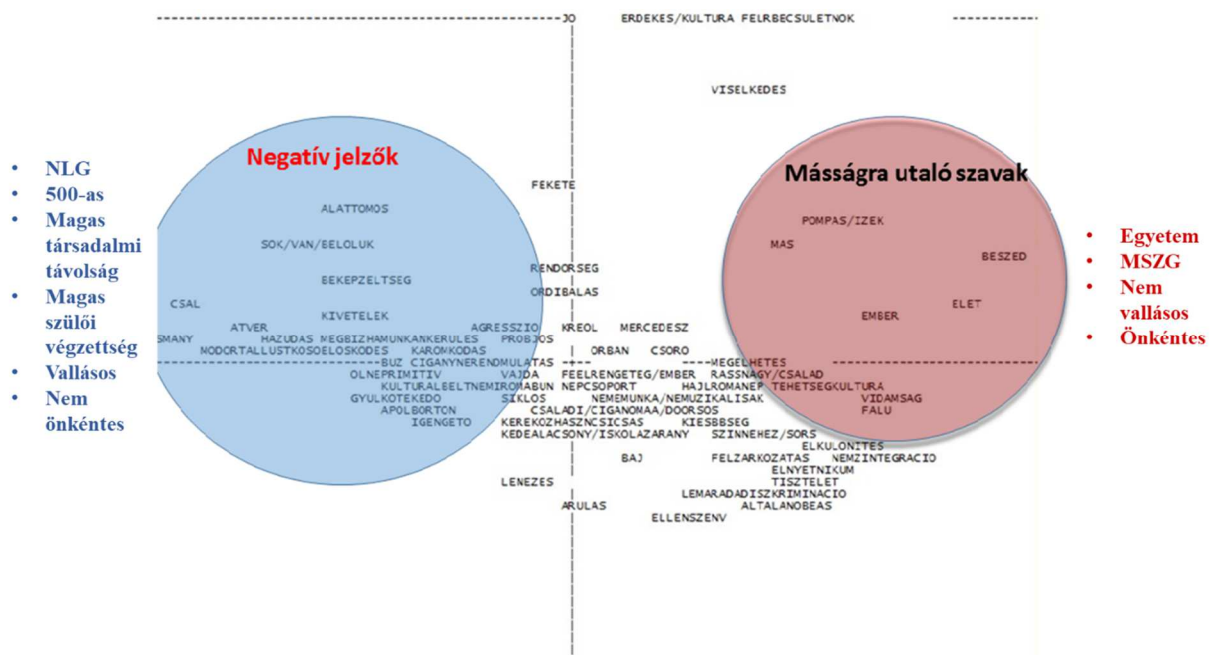 JO ERDEKES/KULTURA FELRBECSULETNOK
VISELKEDES
Negatív jelzők
Másságra utaló szavak
• NLG
• 500-as
• Magas
társadalmi
távolság
• Magas
szülői
végzettség
• Vallásos
• Nem
önkéntes
FEKETE
ALATTOMOS
POMPAS/IZEK
SOK/VAN/BELOLUK
MAS
BESZED
RENDORSEG
BEKEPZELTSEG
ORDIBALAS
CSAL
ELET
KIVETELEK
EMBER
ATVER AGRESSZIO KREOL MERCEDESZ
SMANY HAZUDAS MEGBIZHAMUNKANKERULES PROBJOS
MODORTALLUSTKOSOELOSKODES KAROMKODAS ORBAN CSORO
BUZ CIGANYNERENDMULATAS MEGELHETES
OLNEPRIMITIV VAJDA FEELRENGETEG/EMBER RASSNAGY/CSALAD
KULTURALBELTNEMIROMABUN NEPCSOPORT HAJLROMANEP TEHETSEGKULTURA
GYULKOTEKEDO SIKLOS NEMEMUNKA/NEMUZIKALISAK VIDAMSAG
APOLBORTON CSALADI/CIGANOMAA/DOORSOS FALU
IGENGETO KEREKOZHASZNCSICSAS KIESBBSEG
KEDEALACSONY/ISKOLAZARANY SZINNEHEZ/SORS
ELKULONITES
BAJ FELZARKOZATAS NEMZINTEGRACIO
ELNYETNIKUM
LENEZES TISZTELET
LEMARADADISZKRIMINACIO
ARULAS ALTALANOBEAS
ELLENSZENV
• Egyetem
• MSZG
• Nem
vallásos
• Önkéntes